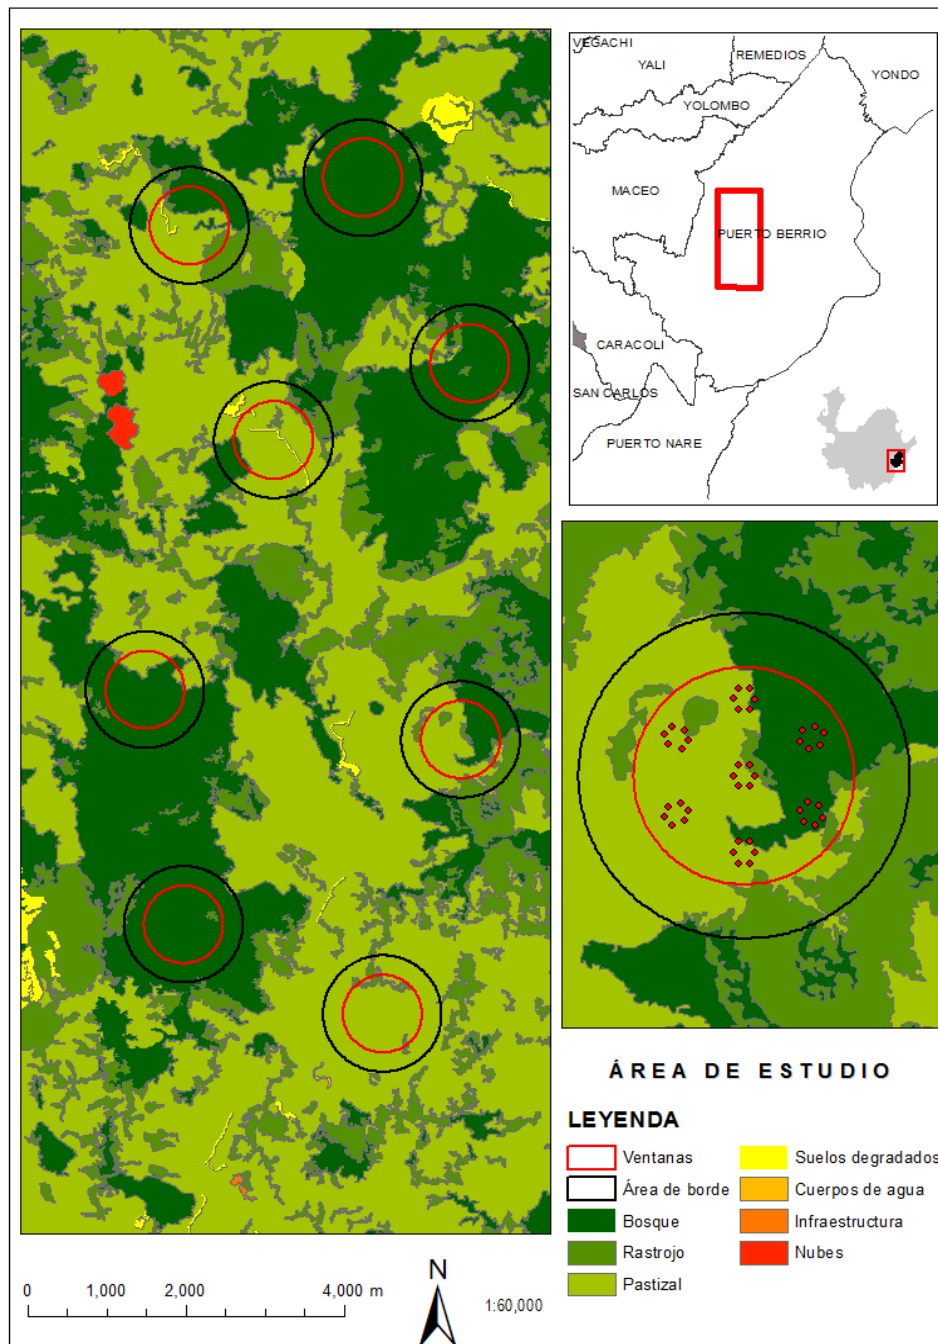 VEGACHI
YALI
REMEDIOS
YONDO
YOLOMBO
MACEO
PUERTO BERRIO
CARACOLI
SAN CARLOS
PUERTO NARE
ÁREA DE ESTUDIO
LEYENDA
Ventanas
Área de borde
Bosque
Rastrojo
Pastizal
Suelos degradados
Cuerpos de agua
Infraestructura
Nubes
0 1,000 2,000 4,000 m
N
1:60,000